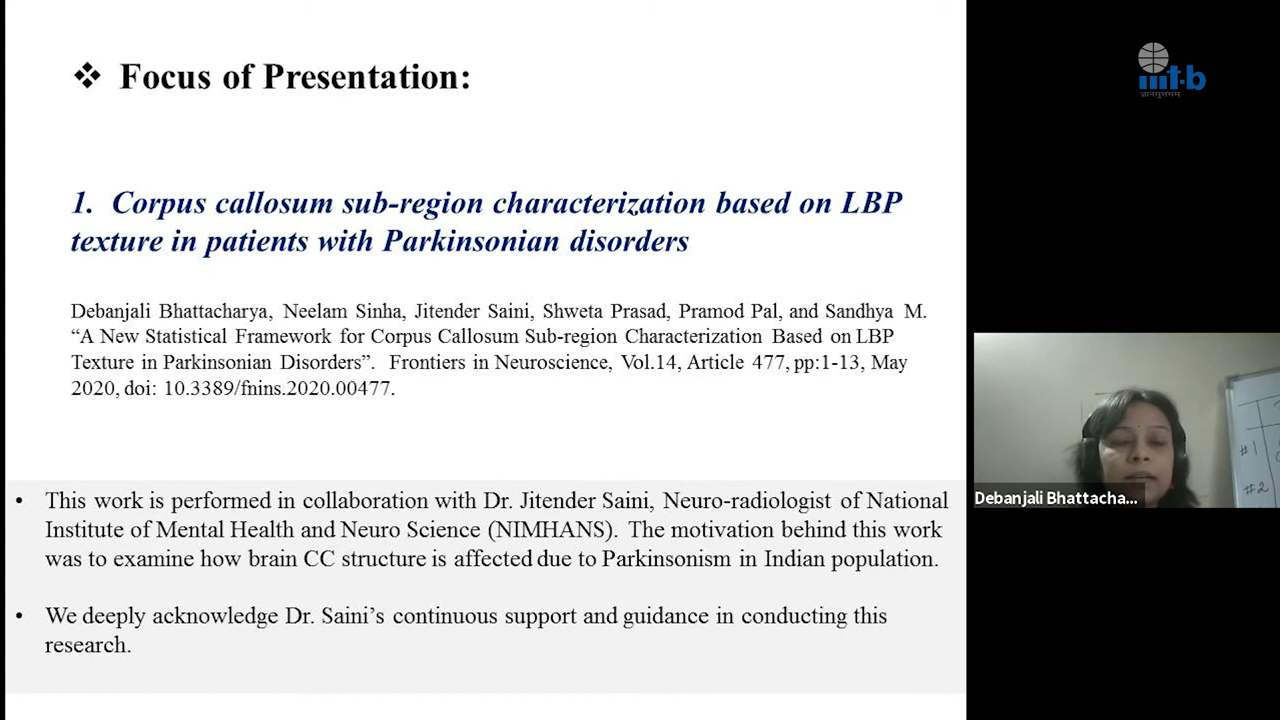 ❖ Focus of Presentation:
1. Corpus callosum sub-region characterization based on LBP
texture in patients with Parkinsonian disorders
Debanjali Bhattacharya, Neelam Sinha, Jitender Saini, Shweta Prasad, Pramod Pal, and Sandhya M.
“A New Statistical Framework for Corpus Callosum Sub-region Characterization Based on LBP
Texture in Parkinsonian Disorders”. Frontiers in Neuroscience, Vol.14, Article 477, pp:1-13, May
2020, doi: 10.3389/fnins.2020.00477.
• This work is performed in collaboration with Dr. Jitender Saini, Neuro-radiologist of National
Institute of Mental Health and Neuro Science (NIMHANS). The motivation behind this work
was to examine how brain CC structure is affected due to Parkinsonism in Indian population.
• We deeply acknowledge Dr. Saini’s continuous support and guidance in conducting this
research.
iiit-b
ज्ञानमुत्तमम्
#1
#2
Debanjali Bhattacha...